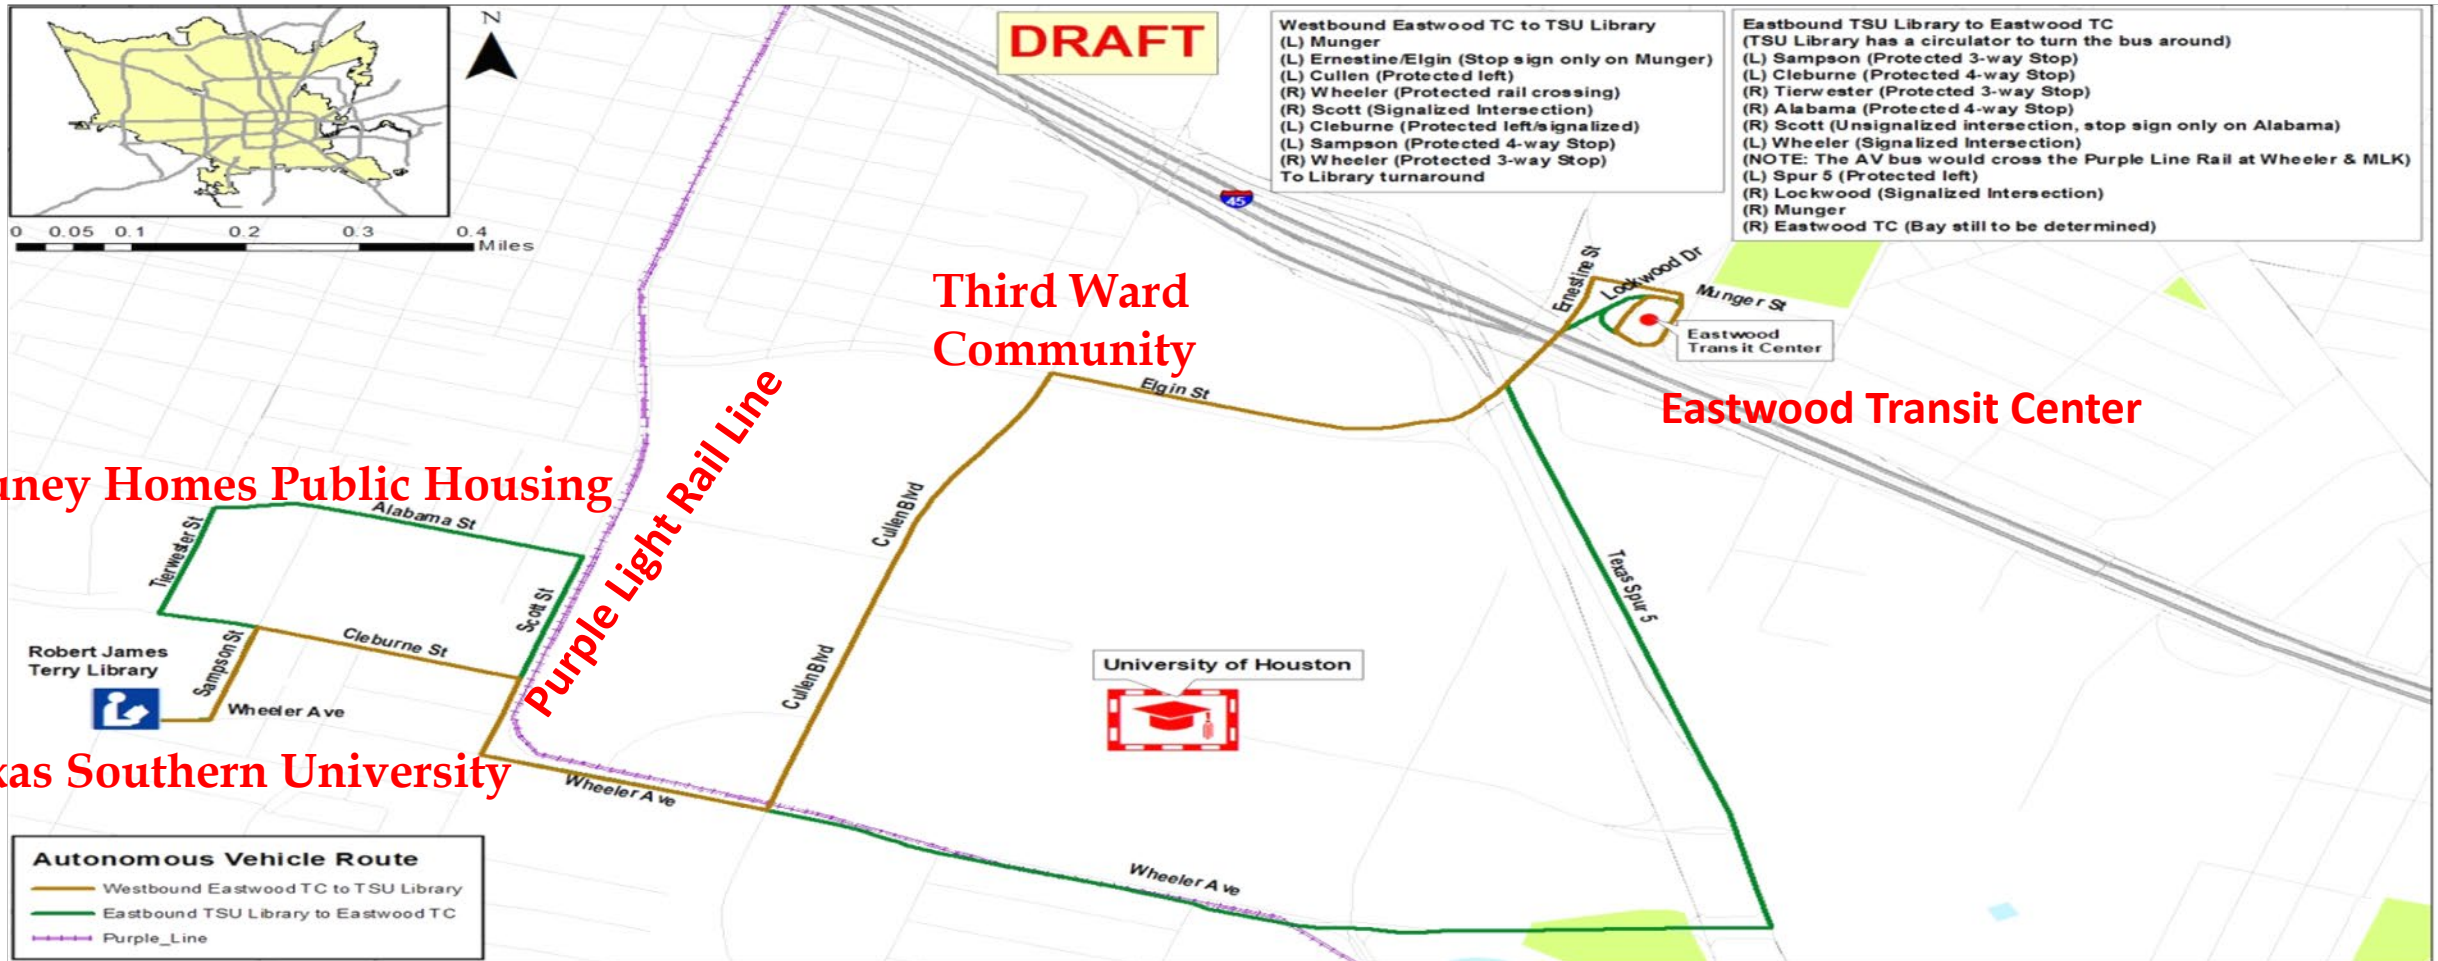 N
0 0.05 0.1 0.2 0.3 0.4
Miles
DRAFT
Westbound Eastwood TC to TSU Library
(L) Munger
(L) Ernestine/Elgin (Stop sign only on Munger)
(L) Cullen (Protected left)
(R) Wheeler (Protected rail crossing)
(R) Scott (Signalized Intersection)
(L) Cleburne (Protected left/signalized)
(L) Sampson (Protected 4-way Stop)
(R) Wheeler (Protected 3-way Stop)
To Library turnaround
Eastbound TSU Library to Eastwood TC
(TSU Library has a circulator to turn the bus around)
(L) Sampson (Protected 3-way Stop)
(L) Cleburne (Protected 4-way Stop)
(R) Tierwester (Protected 3-way Stop)
(R) Alabama (Protected 4-way Stop)
(R) Scott (Unsignalized intersection, stop sign only on Alabama)
(L) Wheeler (Signalized Intersection)
(NOTE: The AV bus would cross the Purple Line Rail at Wheeler & MLK)
(L) Spur 5 (Protected left)
(R) Lockwood (Signalized Intersection)
(R) Munger
(R) Eastwood TC (Bay still to be determined)
45
Ernestine St
Lockwood Dr
Munger St
Eastwood
Transit Center
Third Ward
Community
Elgin St
Eastwood Transit Center
Purple Light Rail Line
uney Homes Public Housing
Alabama St
Tierwester St
Cullen Blvd
Texas Spur 5
Scott St
Cleburne St
Sampson St
Robert James
Terry Library
Wheeler Ave
Cullen Blvd
University of Houston
xas Southern University
Wheeler Ave
Wheeler Ave
Autonomous Vehicle Route
Westbound Eastwood TC to TSU Library
Eastbound TSU Library to Eastwood TC
Purple_Line